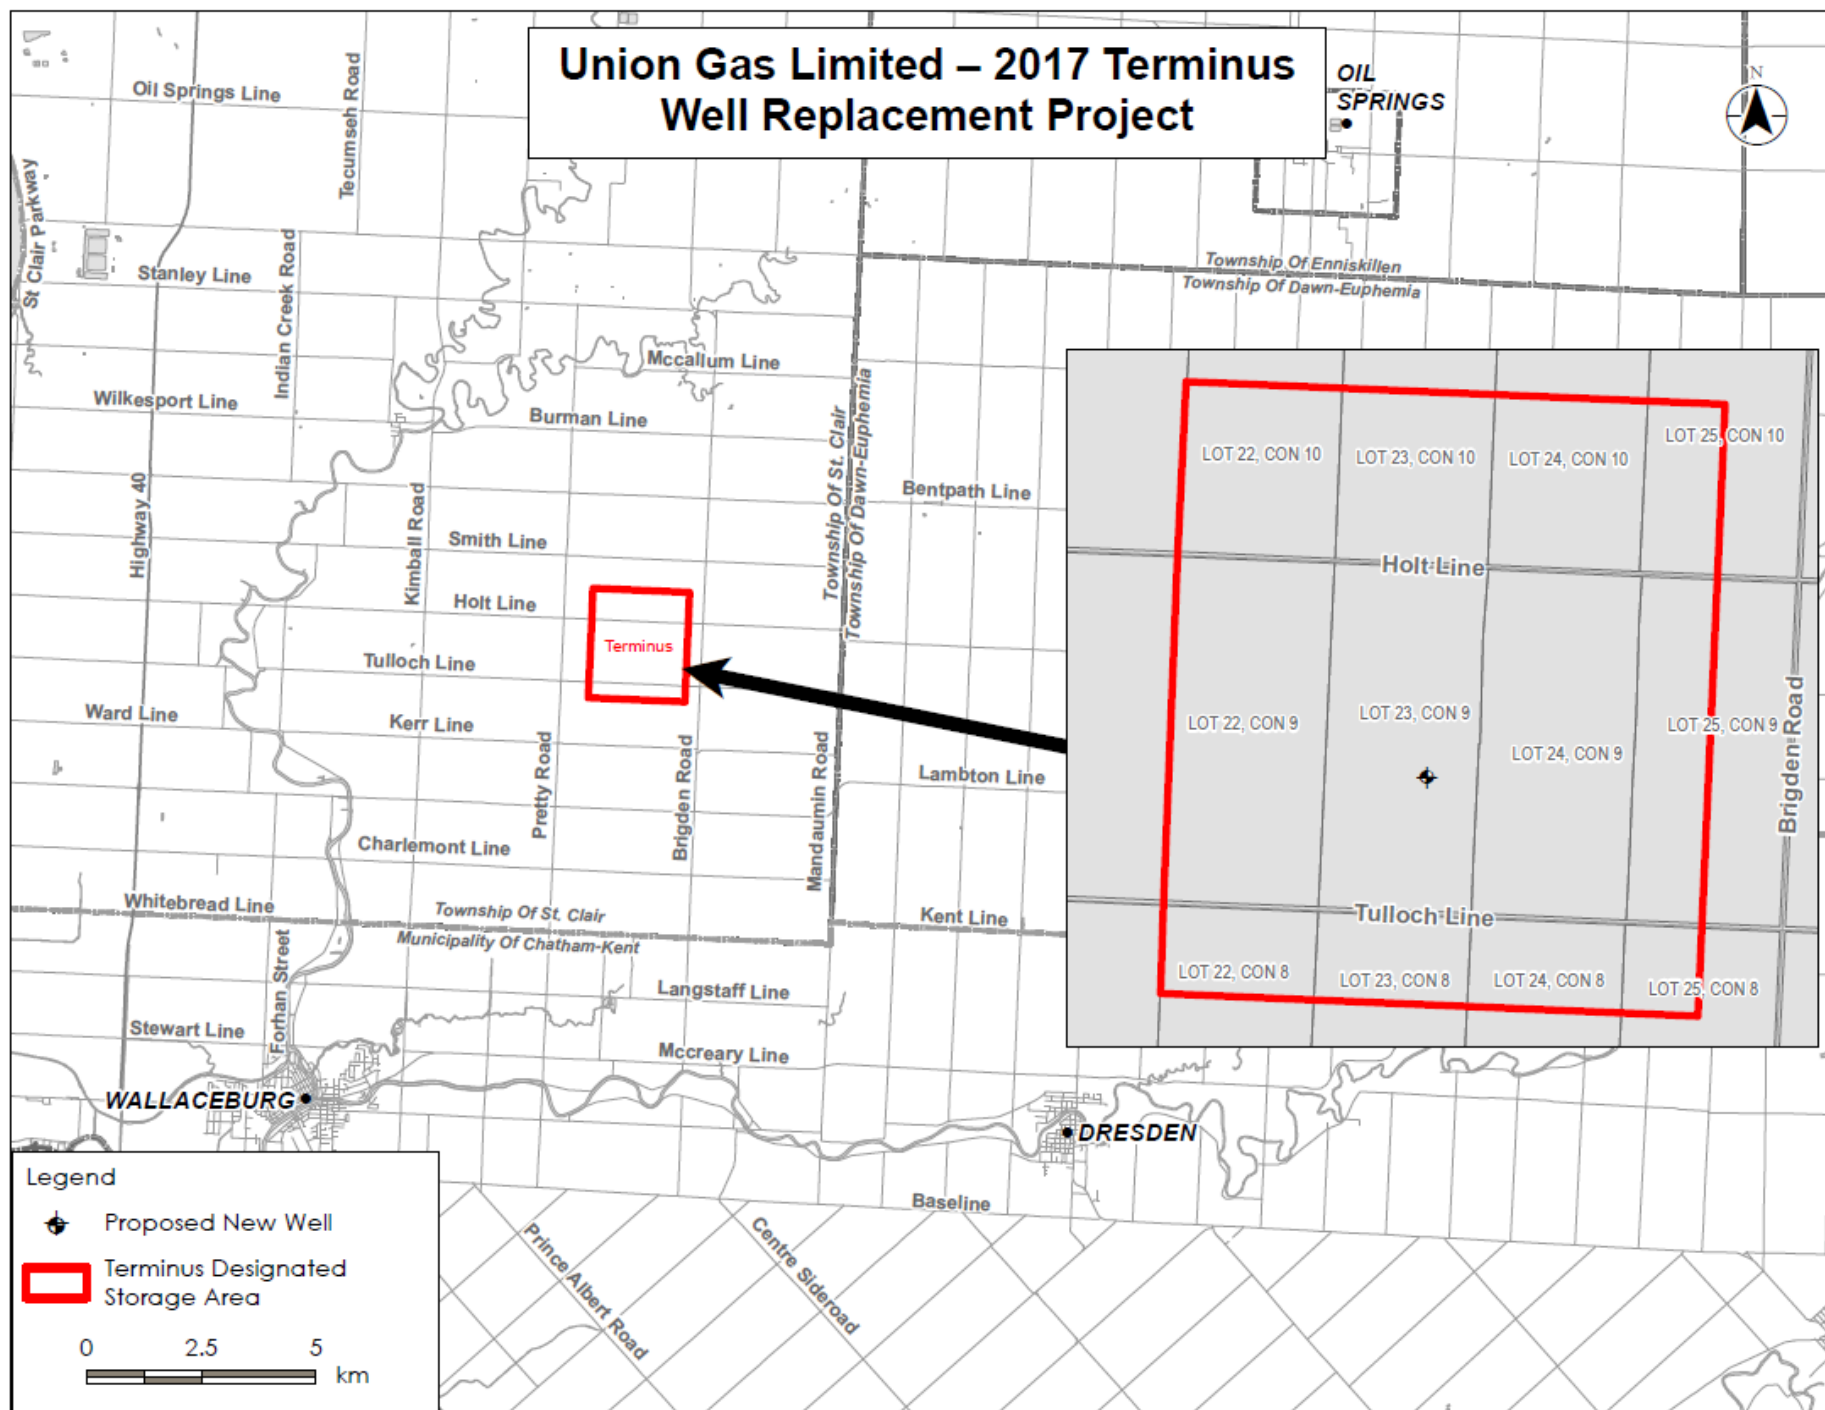 Union Gas Limited – 2017 Terminus
Well Replacement Project
OIL
SPRINGS
N
Oil Springs Line
Tecumseh Road
St Clair Parkway
Stanley Line
Indian Creek Road
Township Of Enniskillen
Township Of Dawn-Euphemia
Mccallum Line
Wilkesport Line
Burman Line
Township Of St. Clair
Township Of Dawn-Euphemia
Highway 40
Kimball Road
Bentpath Line
Smith Line
Holt Line
Terminus
Tulloch Line
Ward Line
Kerr Line
Pretty Road
Brigden Road
Mandaumin Road
Lambton Line
Charlemont Line
Whitebread Line
Township Of St. Clair
Municipality Of Chatham-Kent
Kent Line
Forhan Street
Langstaff Line
Stewart Line
Mccreary Line
WALLACEBURG
DRESDEN
Baseline
Prince Albert Road
Centre Sideroad
LOT 22, CON 10
LOT 23, CON 10
LOT 24, CON 10
LOT 25, CON 10
Holt Line
LOT 22, CON 9
LOT 23, CON 9
LOT 24, CON 9
LOT 25, CON 9
Brigden Road
Tulloch Line
LOT 22, CON 8
LOT 23, CON 8
LOT 24, CON 8
LOT 25, CON 8
Legend
Proposed New Well
Terminus Designated
Storage Area
0 2.5 5
km